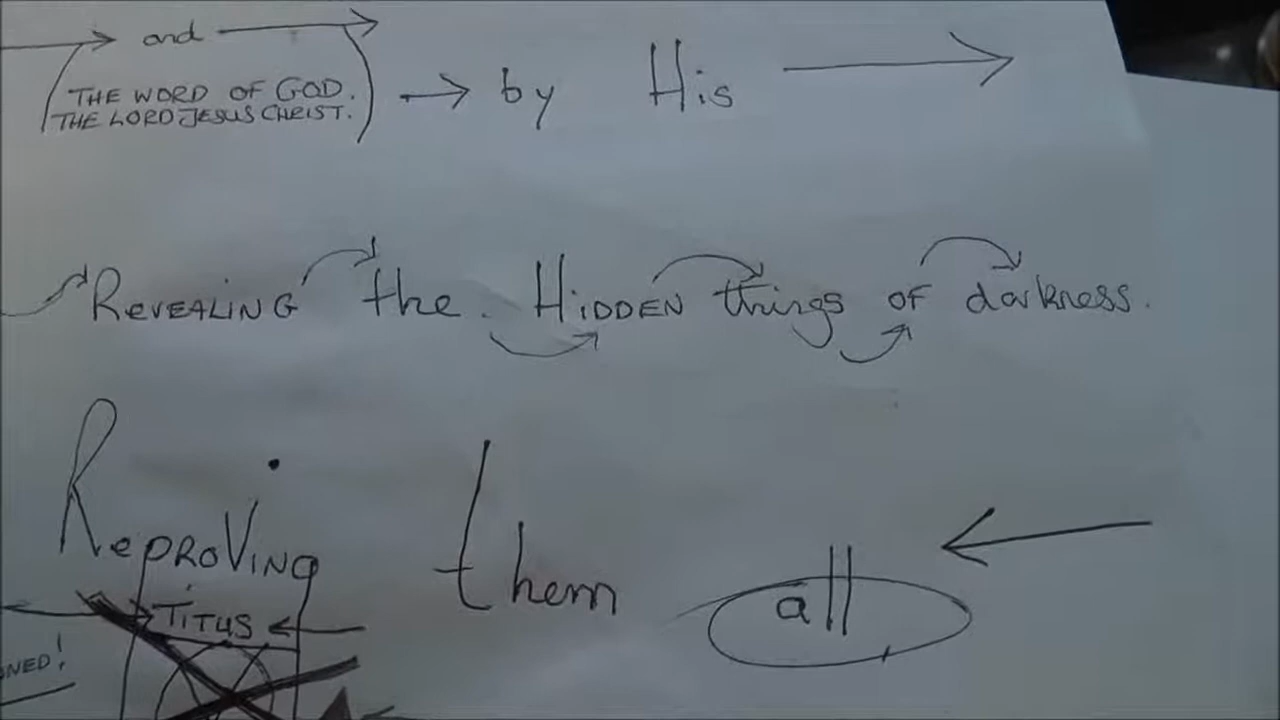 and
THE WORD OF GOD.
THE LORD JESUS CHRIST.
by His
REVEALING the. HIDDEN things OF darkness.
REPROVING them all
TITUS
NED!